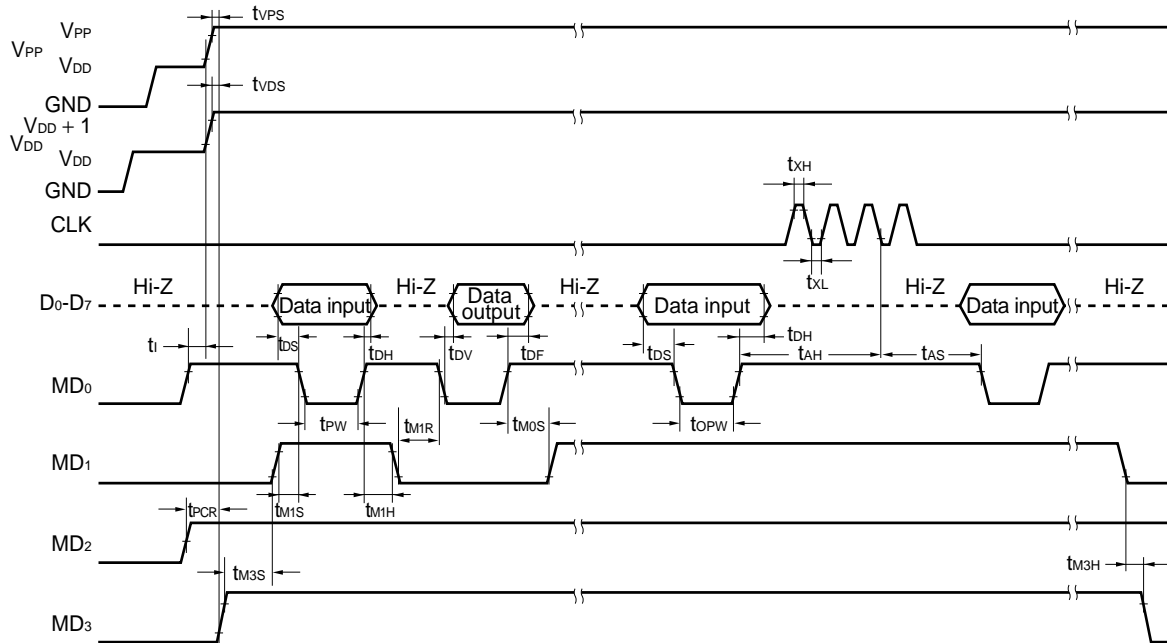 tVPS
VPP
VPP
VDD
tVDS
GND
VDD + 1
VDD
VDD
GND
tXH
CLK
tXL
Hi-Z
Hi-Z
Hi-Z
Hi-Z
Hi-Z
D0-D7
Data input
Data output
Data input
Data input
tI
tDS
tDH
tDV
tDF
tDS
tDH
tAH
tAS
MD0
tPW
tM1R
tM0S
tOPW
MD1
tPCR
tM1S
tM1H
MD2
tM3S
tM3H
MD3